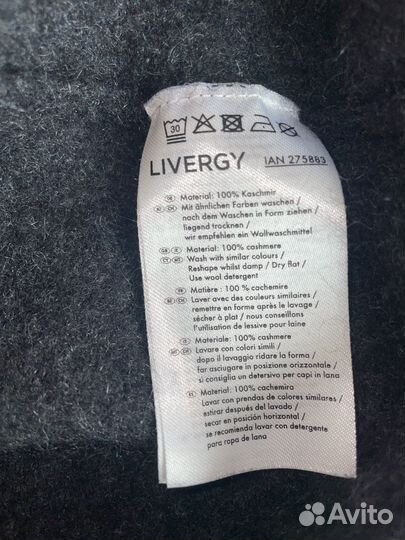 30
LIVERGY IAN 275883
DE Material: 100% Kaschmir
Mit ähnlichen Farben waschen /
nach dem Waschen in Form ziehen /
liegend trocknen /
wir empfehlen ein Wollwaschmittel
Material: 100% cashmere
Wash with similar colours /
Reshape whilst damp / Dry flat /
Use wool detergent
Matière : 100 % cachemire
Laver avec des couleurs similaires /
remettre en forme après le lavage /
sécher à plat / nous conseillons
l'utilisation de lessive pour laine
Materiale: 100% cashmere
Lavare con colori simili /
dopo il lavaggio ridare la forma /
far asciugare in posizione orizzontale /
si consiglia un detersivo per capi in lana
Material: 100% cachemira
Lavar con prendas de colores similares /
estirar después del lavado /
secar en posición horizontal /
se recomienda lavar con detergente
para ropa de lana
Avito